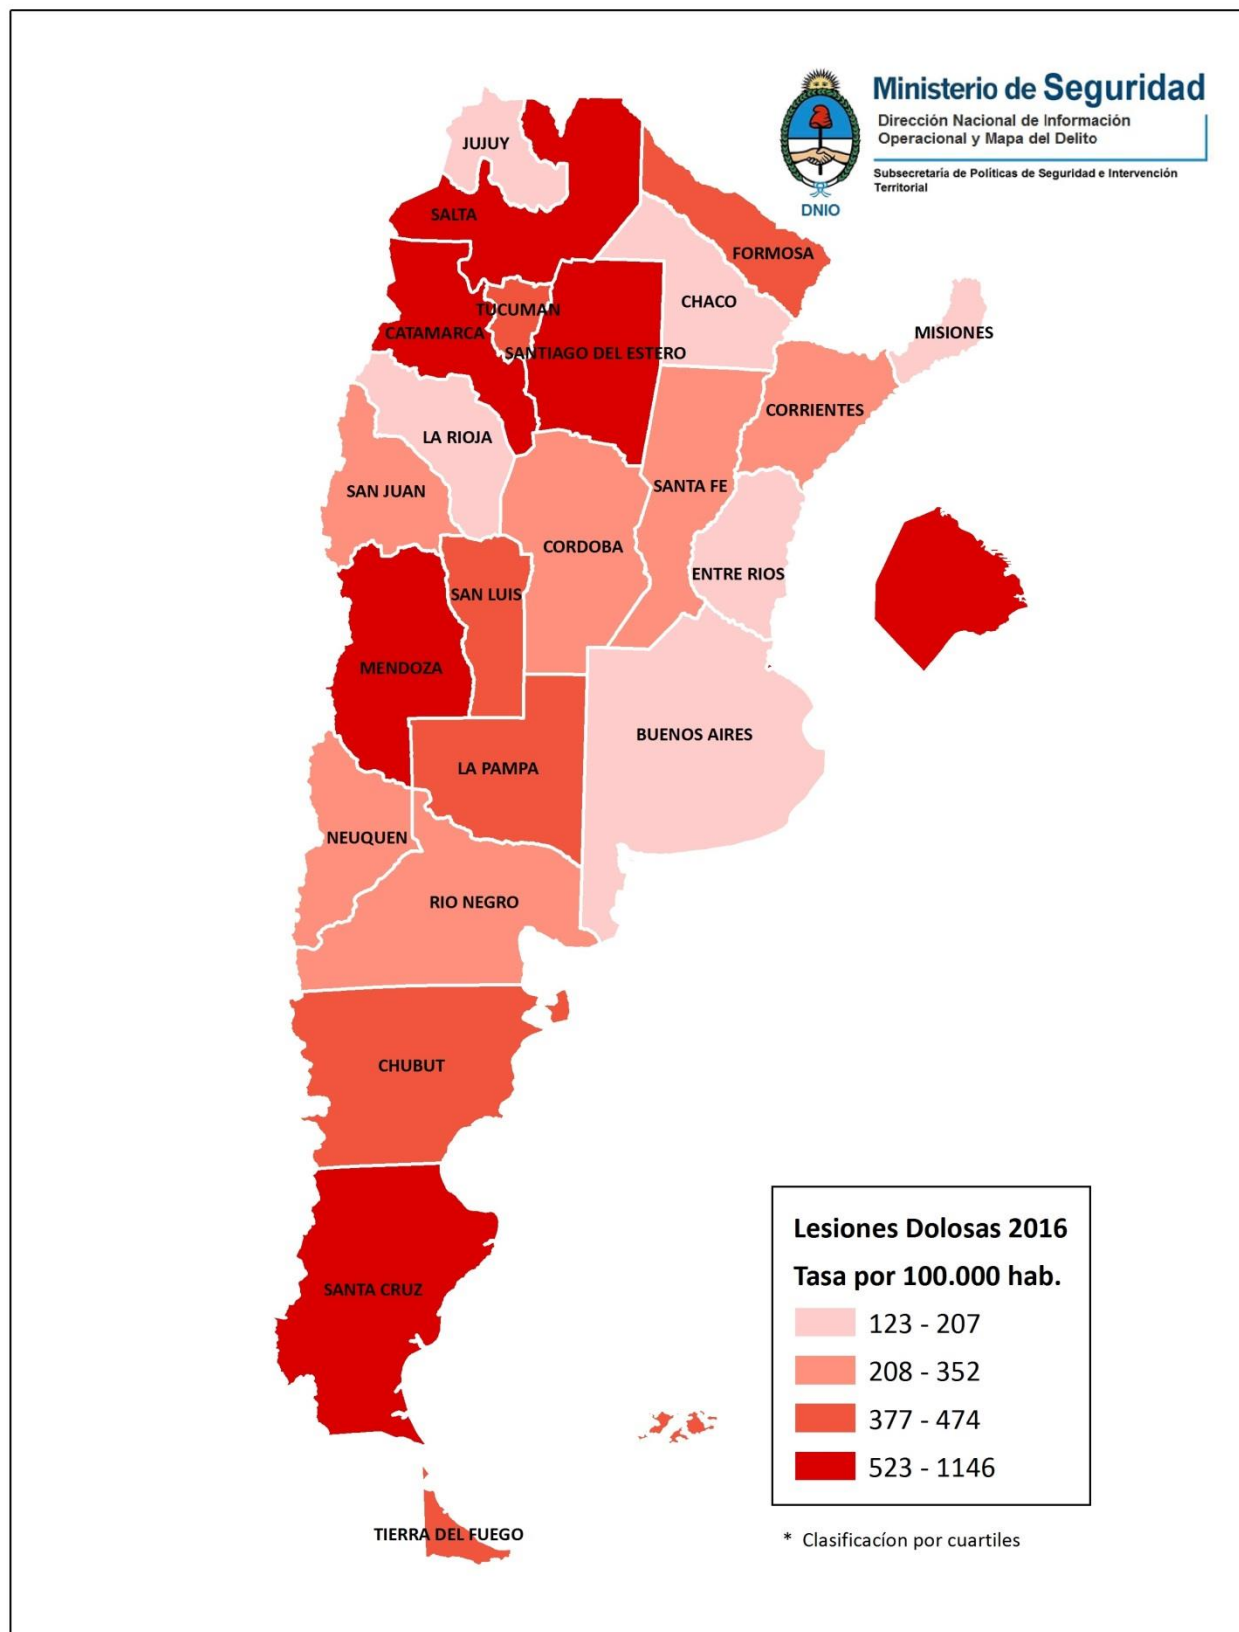 Ministerio de Seguridad
Dirección Nacional de Información
Operacional y Mapa del Delito
Subsecretaría de Políticas de Seguridad e Intervención
Territorial
DNIO
JUJUY
SALTA
FORMOSA
CHACO
TUCUMAN
CATAMARCA
MISIONES
SANTIAGO DEL ESTERO
CORRIENTES
LA RIOJA
SAN JUAN
SANTA FE
CORDOBA
ENTRE RIOS
SAN LUIS
MENDOZA
BUENOS AIRES
LA PAMPA
NEUQUEN
RIO NEGRO
CHUBUT
SANTA CRUZ
TIERRA DEL FUEGO
Lesiones Dolosas 2016
Tasa por 100.000 hab.
123 - 207
208 - 352
377 - 474
523 - 1146
* Clasificacíon por cuartiles